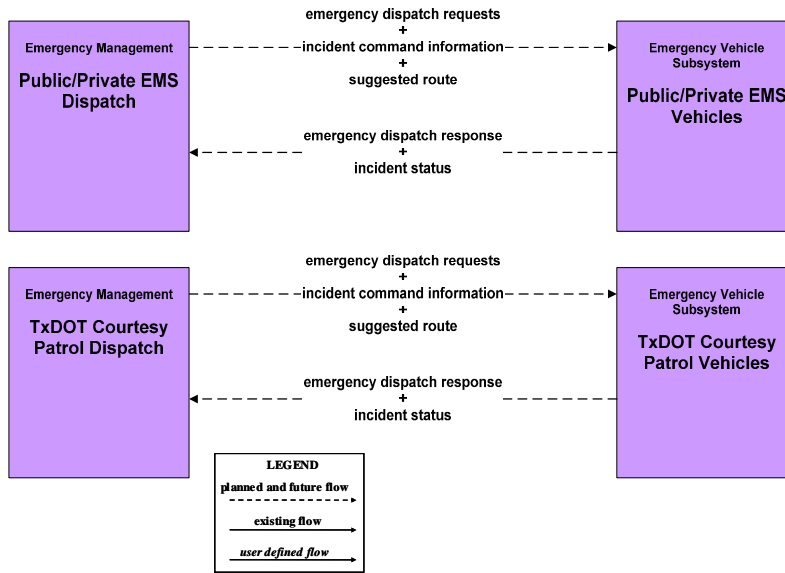 emergency dispatch requests
+
incident command information
+
suggested route
Emergency Management
Public/Private EMS
Dispatch
Emergency Vehicle
Subsystem
Public/Private EMS
Vehicles
emergency dispatch response
+
incident status
emergency dispatch requests
+
incident command information
+
suggested route
Emergency Management
TxDOT Courtesy
Patrol Dispatch
Emergency Vehicle
Subsystem
TxDOT Courtesy
Patrol Vehicles
emergency dispatch response
+
incident status
LEGEND
planned and future flow
existing flow
user defined flow